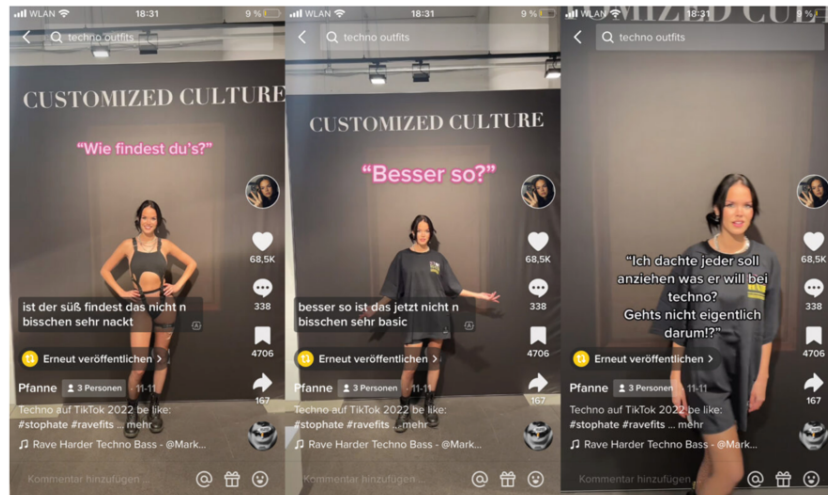 WLAN 18:31 9 %
techno outfits
CUSTOMIZED CULTURE
"Wie findest du's?"
68,5K
ist der süß findest das nicht n
bisschen sehr nackt
338
4706
Erneut veröffentlichen >
Pfanne 3 Personen · 11-11
167
Techno auf TikTok 2022 be like:
#stophate #ravefits ... mehr
Rave Harder Techno Bass - @Mark...
Kommentar hinzufügen ...
WLAN 18:31 9 %
techno outfits
CUSTOMIZED CULTURE
"Besser so?"
68,5K
besser so ist das jetzt nicht n
bisschen sehr basic
338
4706
Erneut veröffentlichen >
Pfanne 3 Personen · 11-11
167
Techno auf TikTok 2022 be like:
#stophate #ravefits ... mehr
Rave Harder Techno Bass - @Mark...
Kommentar hinzufügen ...
WLAN 18:31 9 %
techno outfits
"Ich dachte jeder soll
anziehen was er will bei
techno?
Gehts nicht eigentlich
darum!?"
68,5K
338
4706
Erneut veröffentlichen >
Pfanne 3 Personen · 11-11
167
Techno auf TikTok 2022 be like:
#stophate #ravefits ... mehr
Rave Harder Techno Bass - @Mark...
Kommentar hinzufügen ...